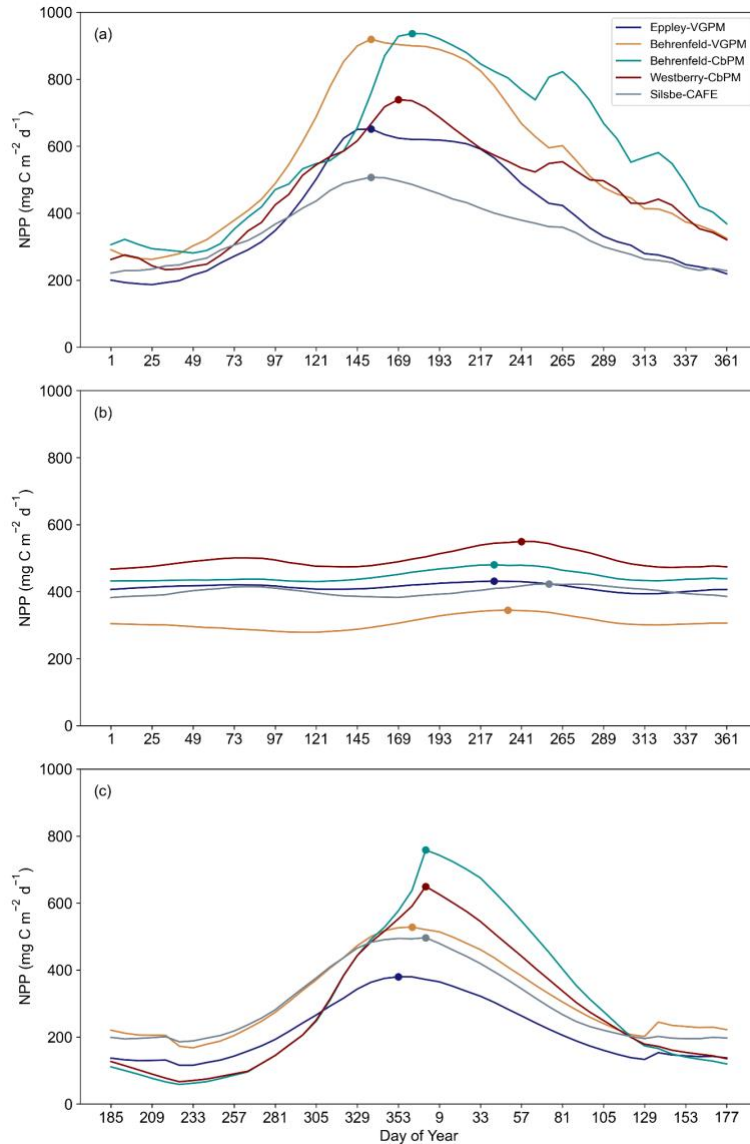 1000
(a)
Eppley-VGPM
Behrenfeld-VGPM
Behrenfeld-CbPM
Westberry-CbPM
Silsbe-CAFE
800
600
400
200
0
NPP (mg C m⁻² d⁻¹)
1 25 49 73 97 121 145 169 193 217 241 265 289 313 337 361
1000
(b)
800
600
400
200
0
NPP (mg C m⁻² d⁻¹)
1 25 49 73 97 121 145 169 193 217 241 265 289 313 337 361
1000
(c)
800
600
400
200
0
NPP (mg C m⁻² d⁻¹)
185 209 233 257 281 305 329 353 9 33 57 81 105 129 153 177
Day of Year